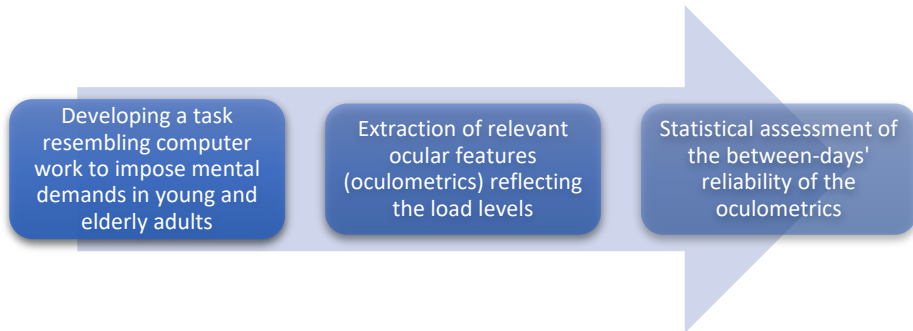 Developing a task
resembling computer
work to impose mental
demands in young and
elderly adults
Extraction of relevant
ocular features
(oculometrics) reflecting
the load levels
Statistical assessment of
the between-days'
reliability of the
oculometrics